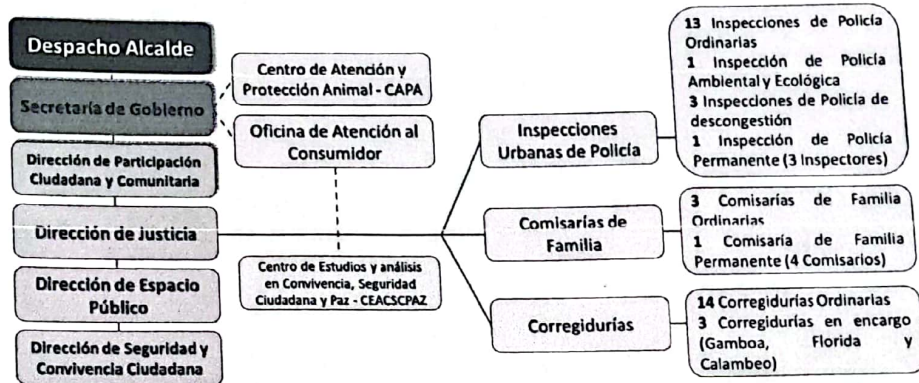 Despacho Alcalde
Secretaría de Gobierno
Dirección de Participación
Ciudadana y Comunitaria
Dirección de Justicia
Dirección de Espacio
Público
Dirección de Seguridad y
Convivencia Ciudadana
Centro de Atención y
Protección Animal - CAPA
Oficina de Atención al
Consumidor
Centro de Estudios y análisis
en Convivencia, Seguridad
Ciudadana y Paz - CEACSCPAZ
Inspecciones
Urbanas de Policía
Comisarías de
Familia
Corregidurías
13 Inspecciones de Policía
Ordinarias
1 Inspección de Policía
Ambiental y Ecológica
3 Inspecciones de Policía de
descongestión
1 Inspección de Policía
Permanente (3 Inspectores)
3 Comisarías de Familia
Ordinarias
1 Comisaría de Familia
Permanente (4 Comisarios)
14 Corregidurías Ordinarias
3 Corregidurías en encargo
(Gamboa, Florida y
Calambeo)